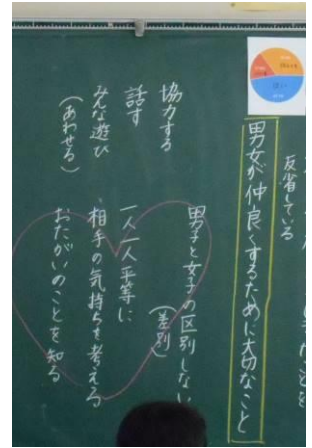 反省している
男女が仲良くするために大切なこと
協力する
話す
みんな遊び
(あわせる)
男子と女子の区別しない
(差別)
一人一人平等に
相手の気持ちを考える
おたがいのことを知る